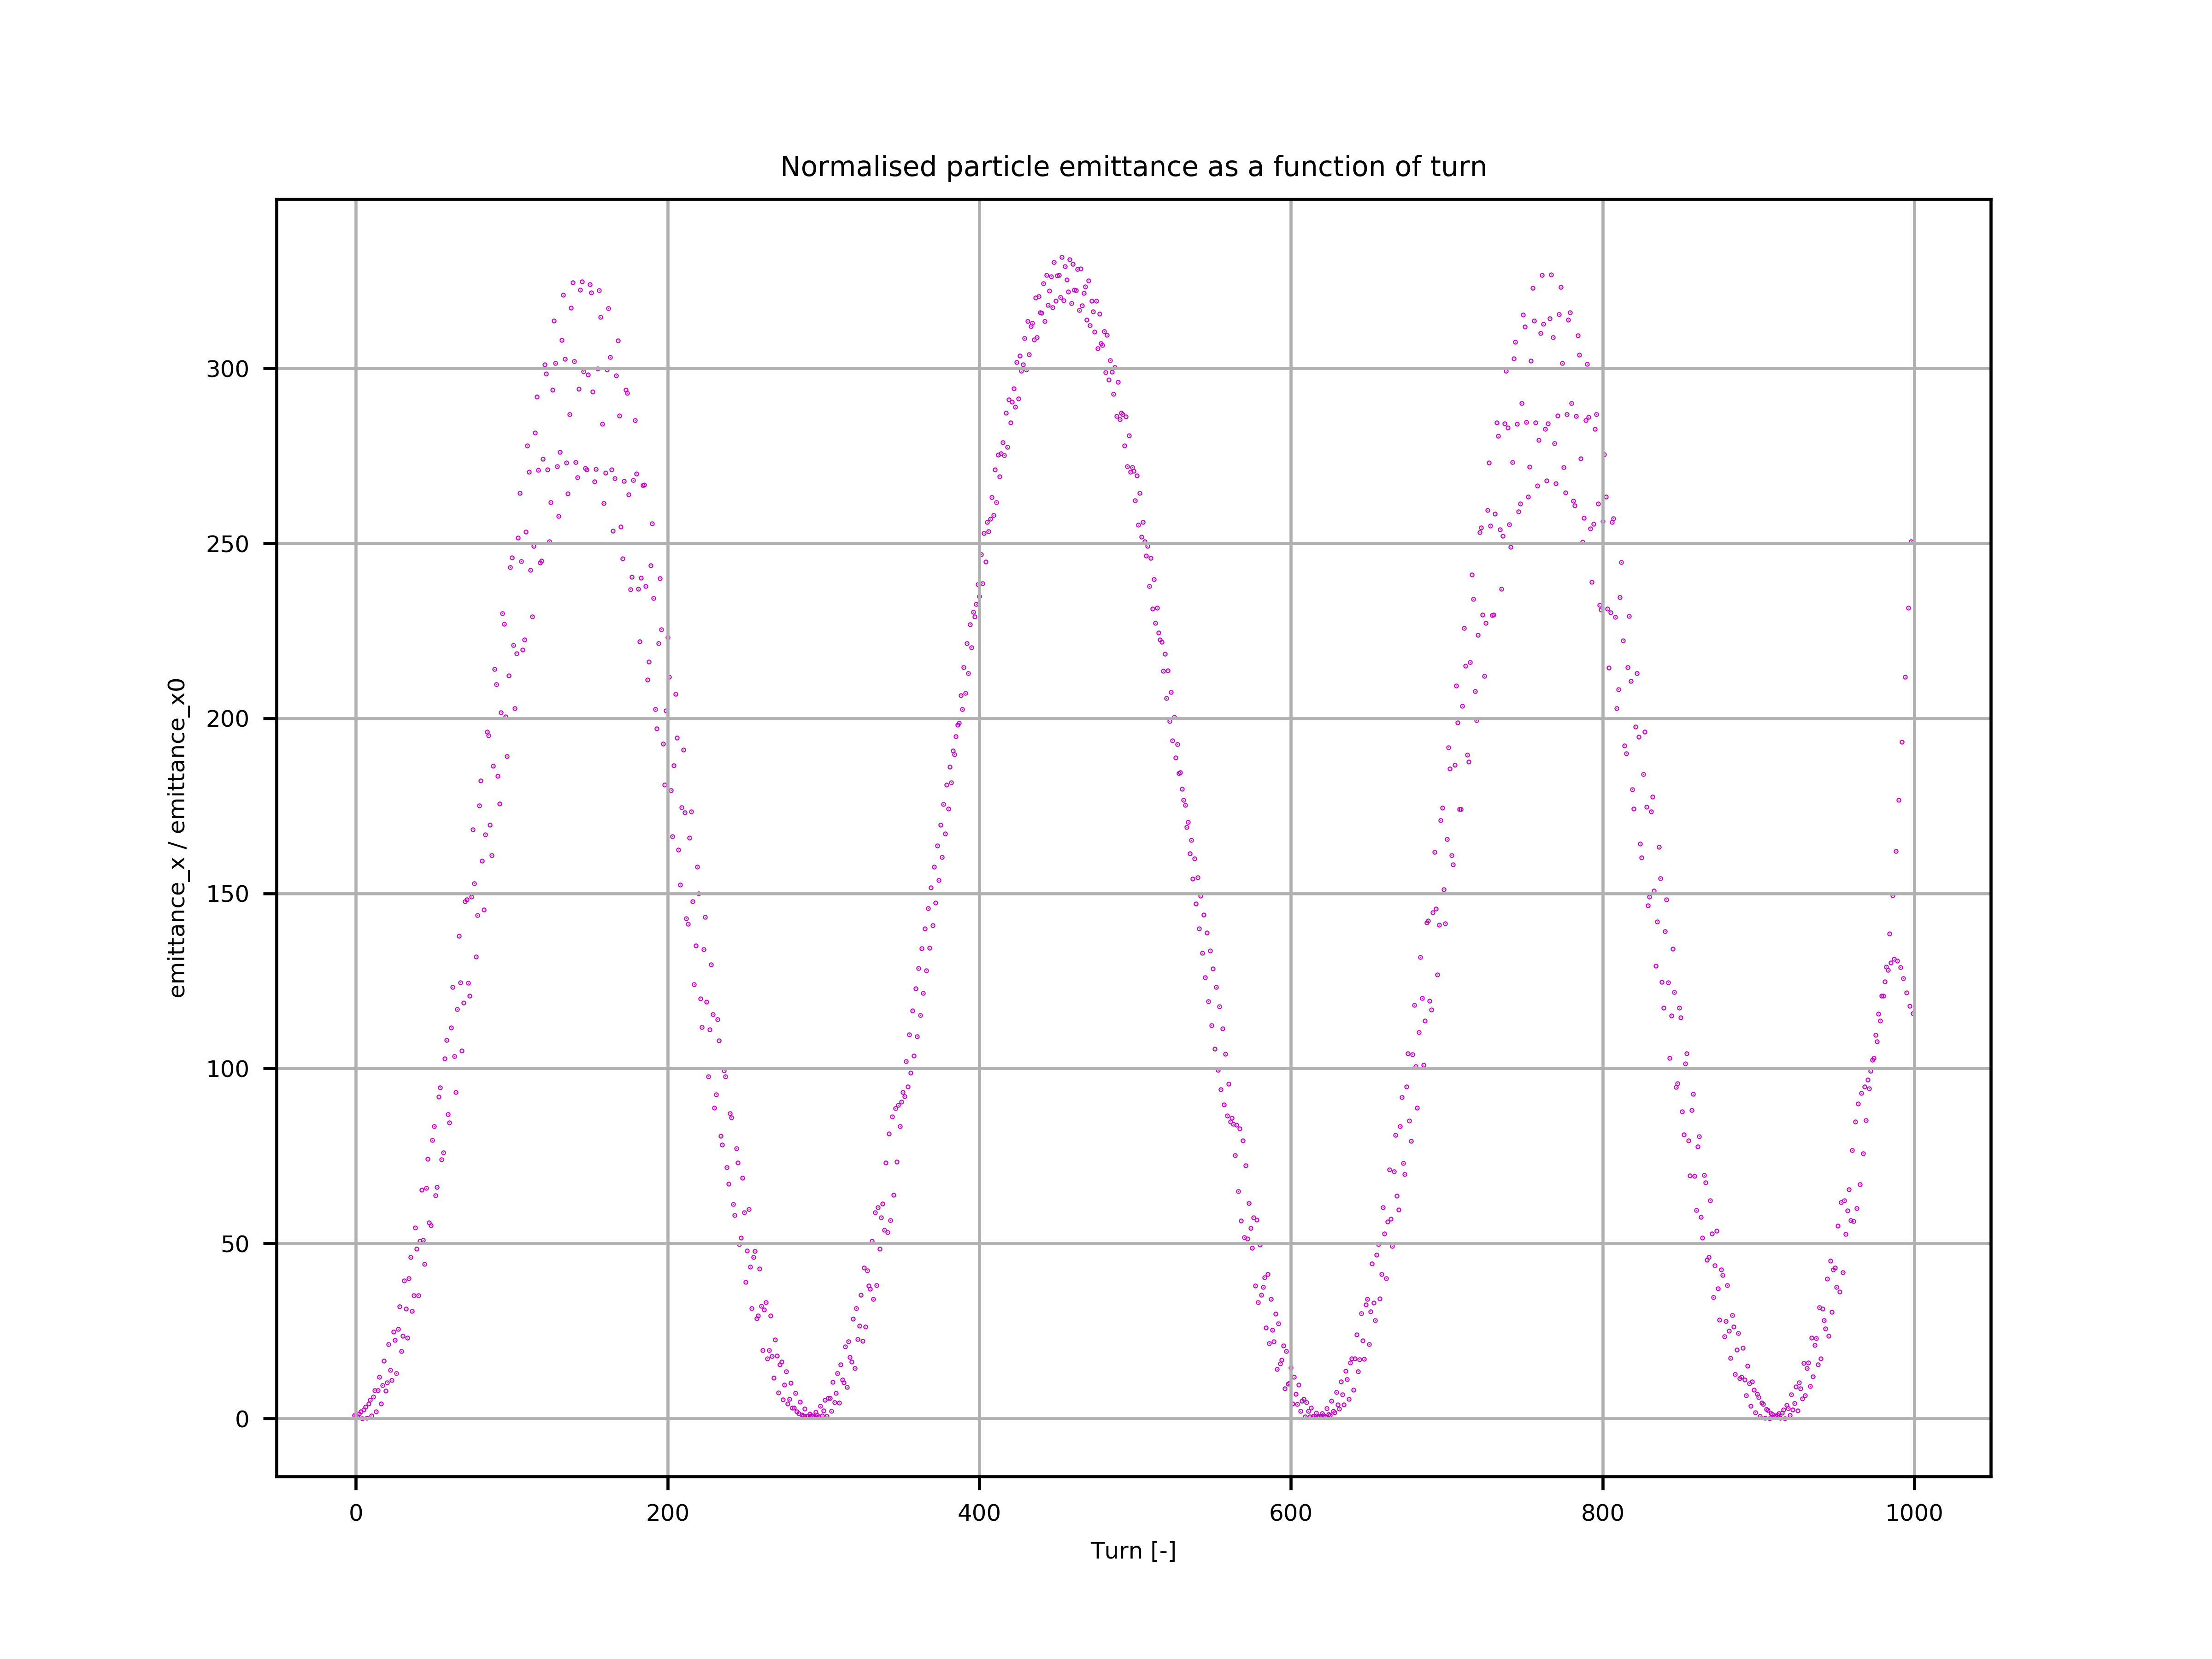 Normalised particle emittance as a function of turn
emittance_x / emittance_x0
300
250
200
150
100
50
0
0 200 400 600 800 1000
Turn [-]